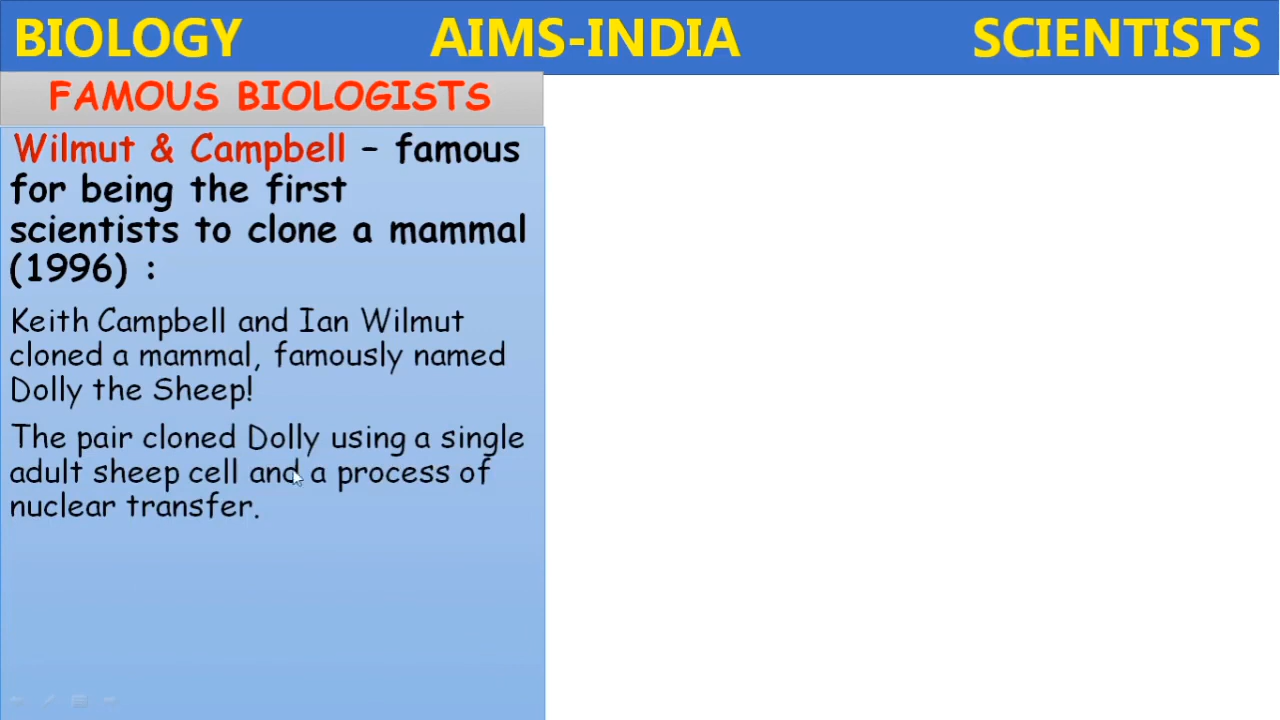 BIOLOGY AIMS-INDIA SCIENTISTS
FAMOUS BIOLOGISTS
Wilmut & Campbell – famous
for being the first
scientists to clone a mammal
(1996) :
Keith Campbell and Ian Wilmut
cloned a mammal, famously named
Dolly the Sheep!
The pair cloned Dolly using a single
adult sheep cell and a process of
nuclear transfer.